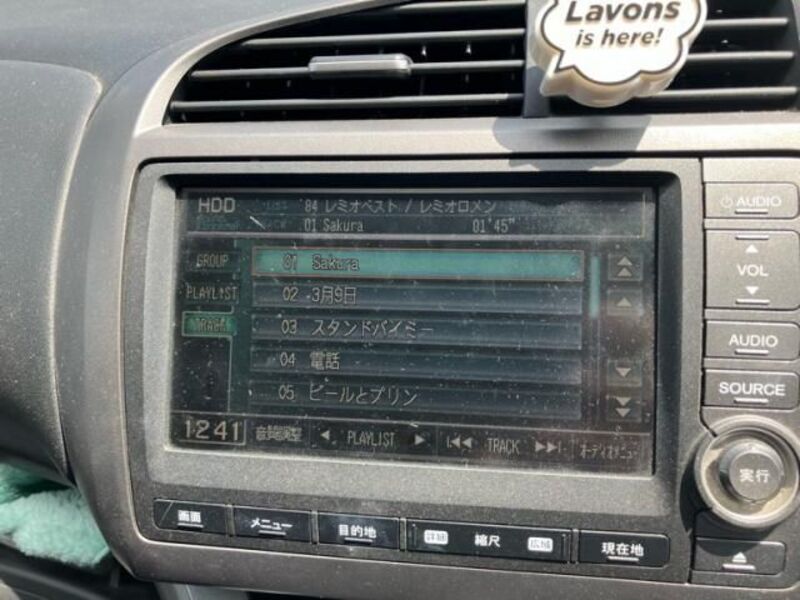 Lavons
is here!
HDD
84 レミオベスト / レミオロメン
01 Sakura 01'45"
GROUP
PLAYLIST
TRACK
01 Sakura
02 3月9日
03 スタンドバイミー
04 電話
05 ビールとプリン
1241 音質調整 ◀ PLAYLIST ▶ TRACK オーディオメニュー
AUDIO
VOL
AUDIO
SOURCE
実行
画面 メニュー 目的地 詳細 縮尺 広域 現在地